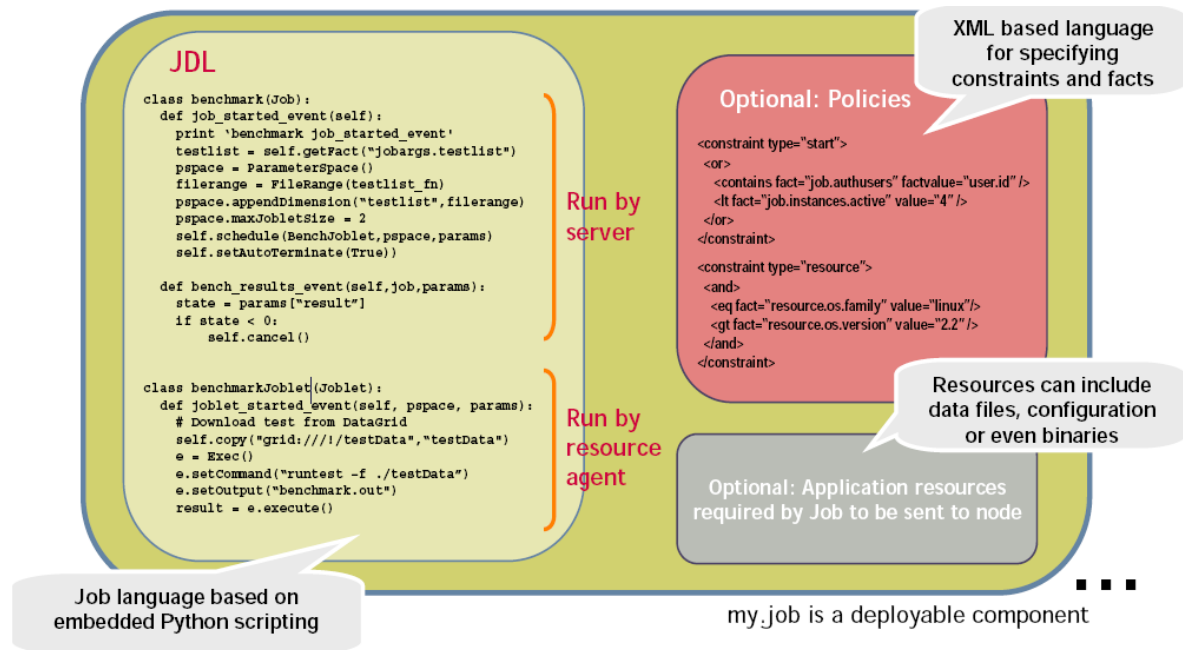 JDL
class benchmark(Job):
def job_started_event(self):
print ‘benchmark job_started_event'
testlist = self.getFact(“jobargs.testlist")
pspace = ParameterSpace()
filerange = FileRange(testlist_fn)
pspace.appendDimension(“testlist",filerange)
pspace.maxJobletSize = 2
self.schedule(BenchJoblet,pspace,params)
self.setAutoTerminate(True))
def bench_results_event(self,job,params):
state = params[“result”]
if state < 0:
self.cancel()
class benchmarkJoblet(Joblet):
def joblet_started_event(self, pspace, params):
# Download test from DataGrid
self.copy("grid:///!/testData",“testData")
e = Exec()
e.setCommand(“runtest -f ./testData”)
e.setOutput(“benchmark.out")
result = e.execute()
Run by
server
Run by
resource
agent
Job language based on
embedded Python scripting
XML based language
for specifying
constraints and facts
Optional: Policies
<constraint type="start">
<or>
<contains fact="job.authusers" factvalue="user.id" />
<lt fact="job.instances.active" value="4" />
</or>
</constraint>
<constraint type="resource">
<and>
<eq fact="resource.os.family" value="linux"/>
<gt fact="resource.os.version" value="2.2" />
</and>
</constraint>
Resources can include
data files, configuration
or even binaries
Optional: Application resources
required by Job to be sent to node
...
my.job is a deployable component